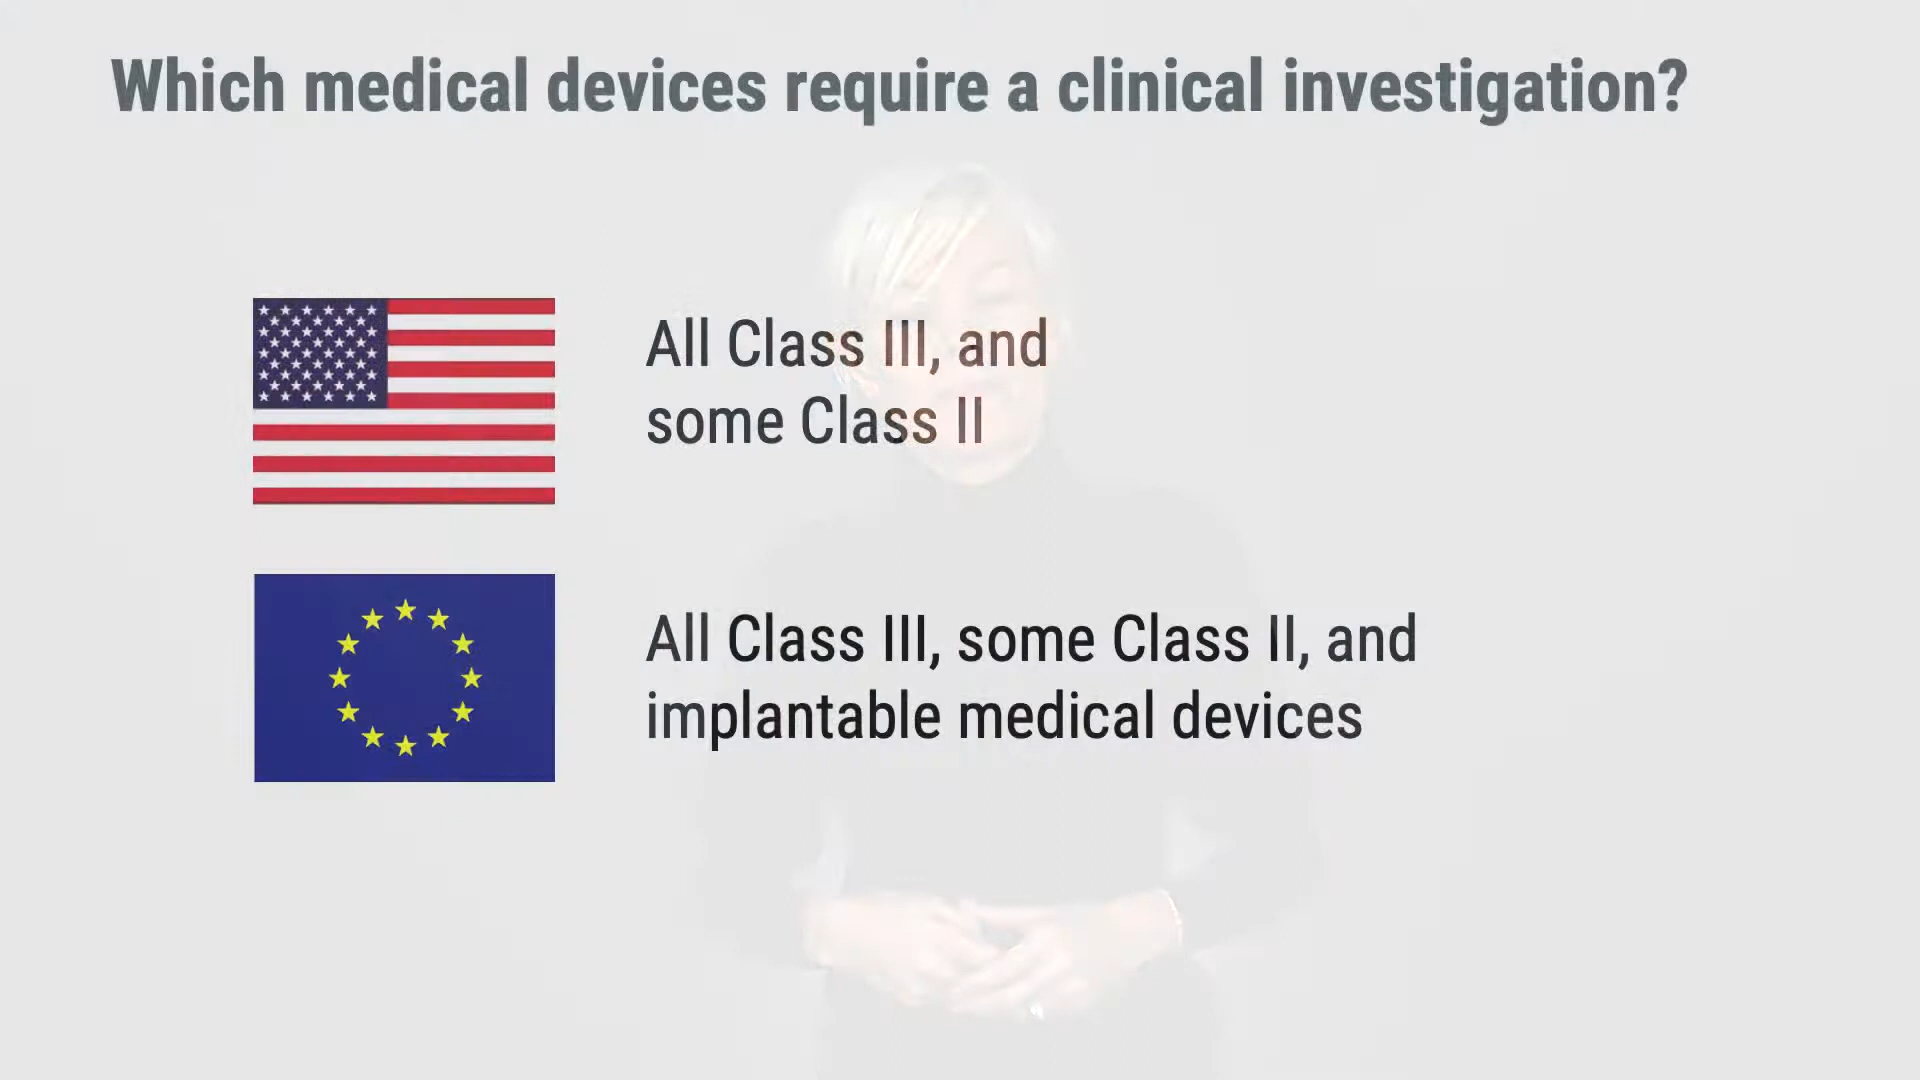 Which medical devices require a clinical investigation?
All Class III, and
some Class II
All Class III, some Class II, and
implantable medical devices